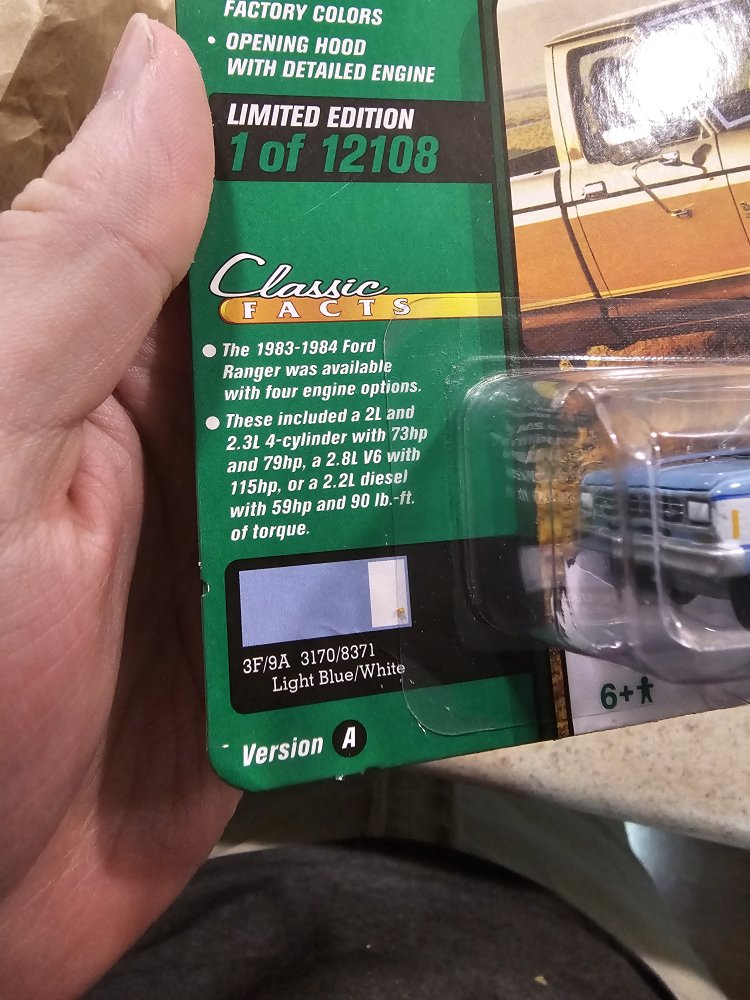 FACTORY COLORS
• OPENING HOOD
WITH DETAILED ENGINE
LIMITED EDITION
1 of 12108
Classic
FACTS
The 1983-1984 Ford
Ranger was available
with four engine options.
These included a 2L and
2.3L 4-cylinder with 73hp
and 79hp, a 2.8L V6 with
115hp, or a 2.2L diesel
with 59hp and 90 lb.-ft.
of torque.
3F/9A 3170/8371
Light Blue/White
Version A
6+